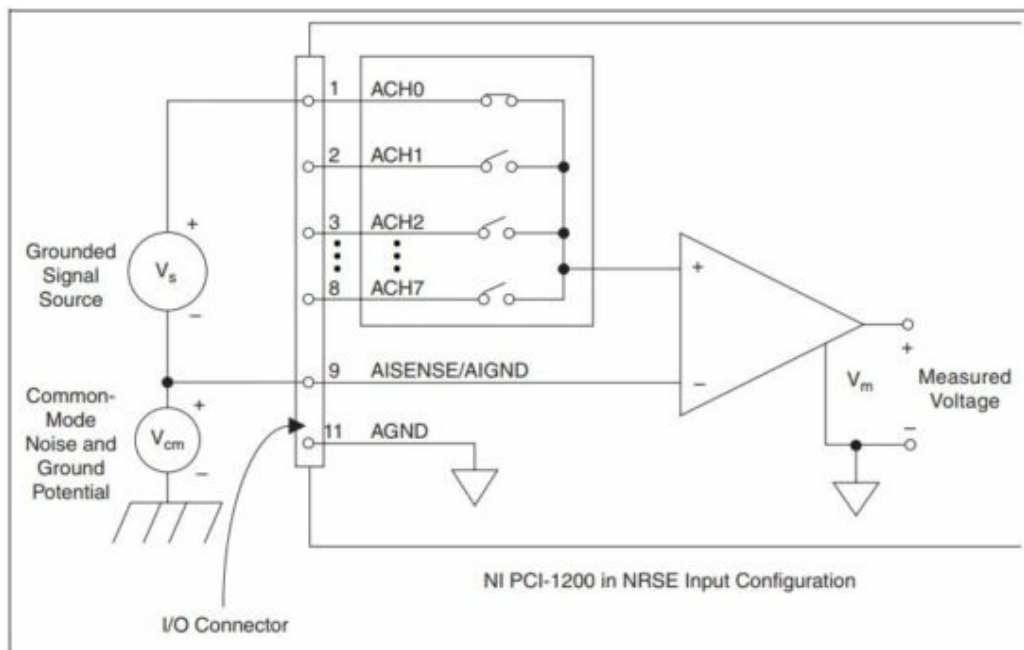 1 ACH0
2 ACH1
3 ACH2
8 ACH7
+
Grounded
Signal
Source
Vs
−
+
−
+
Vm
−
Measured
Voltage
9 AISENSE/AIGND
Common-
Mode
Noise and
Ground
Potential
+
Vcm
−
11 AGND
NI PCI-1200 in NRSE Input Configuration
I/O Connector